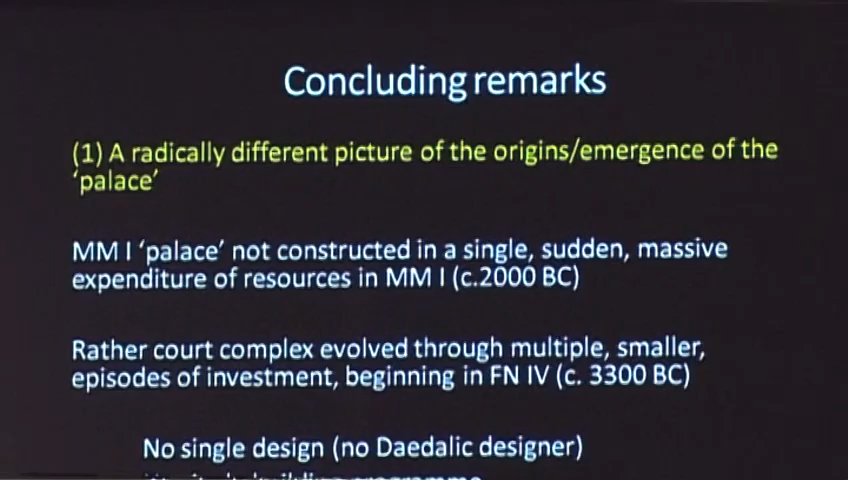 Concluding remarks
(1) A radically different picture of the origins/emergence of the
‘palace’
MM I ‘palace’ not constructed in a single, sudden, massive
expenditure of resources in MM I (c.2000 BC)
Rather court complex evolved through multiple, smaller,
episodes of investment, beginning in FN IV (c. 3300 BC)
No single design (no Daedalic designer)